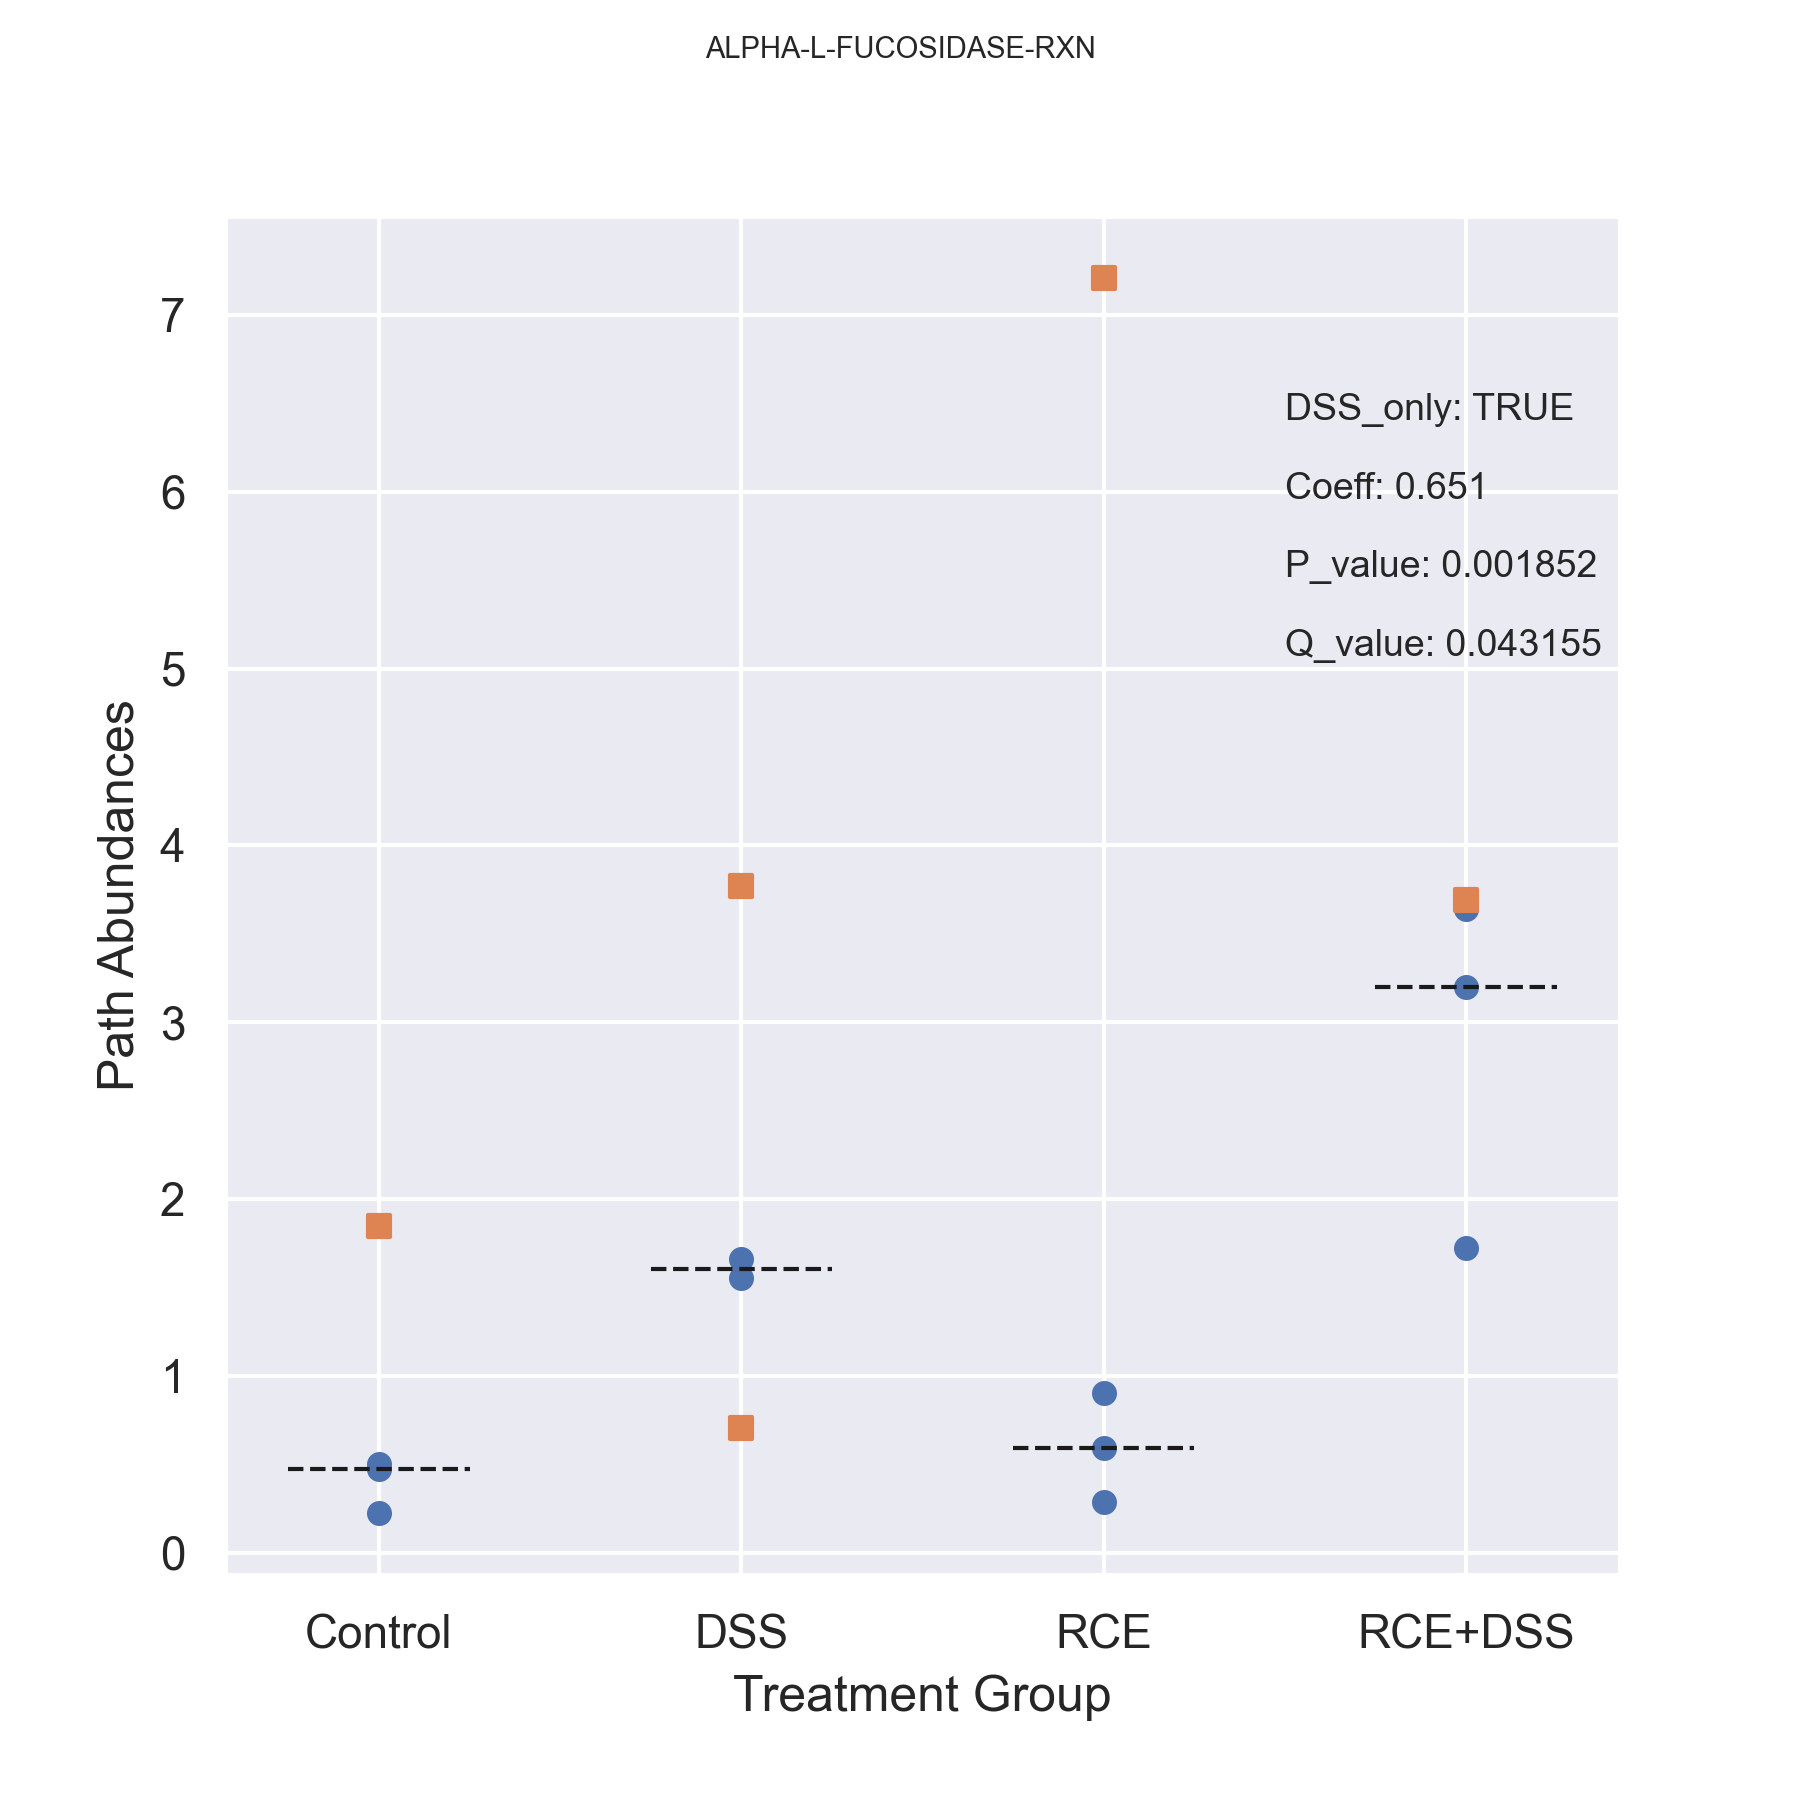 ALPHA-L-FUCOSIDASE-RXN
DSS_only: TRUE
Coeff: 0.651
P_value: 0.001852
Q_value: 0.043155
Path Abundances
7
6
5
4
3
2
1
0
Control DSS RCE RCE+DSS
Treatment Group